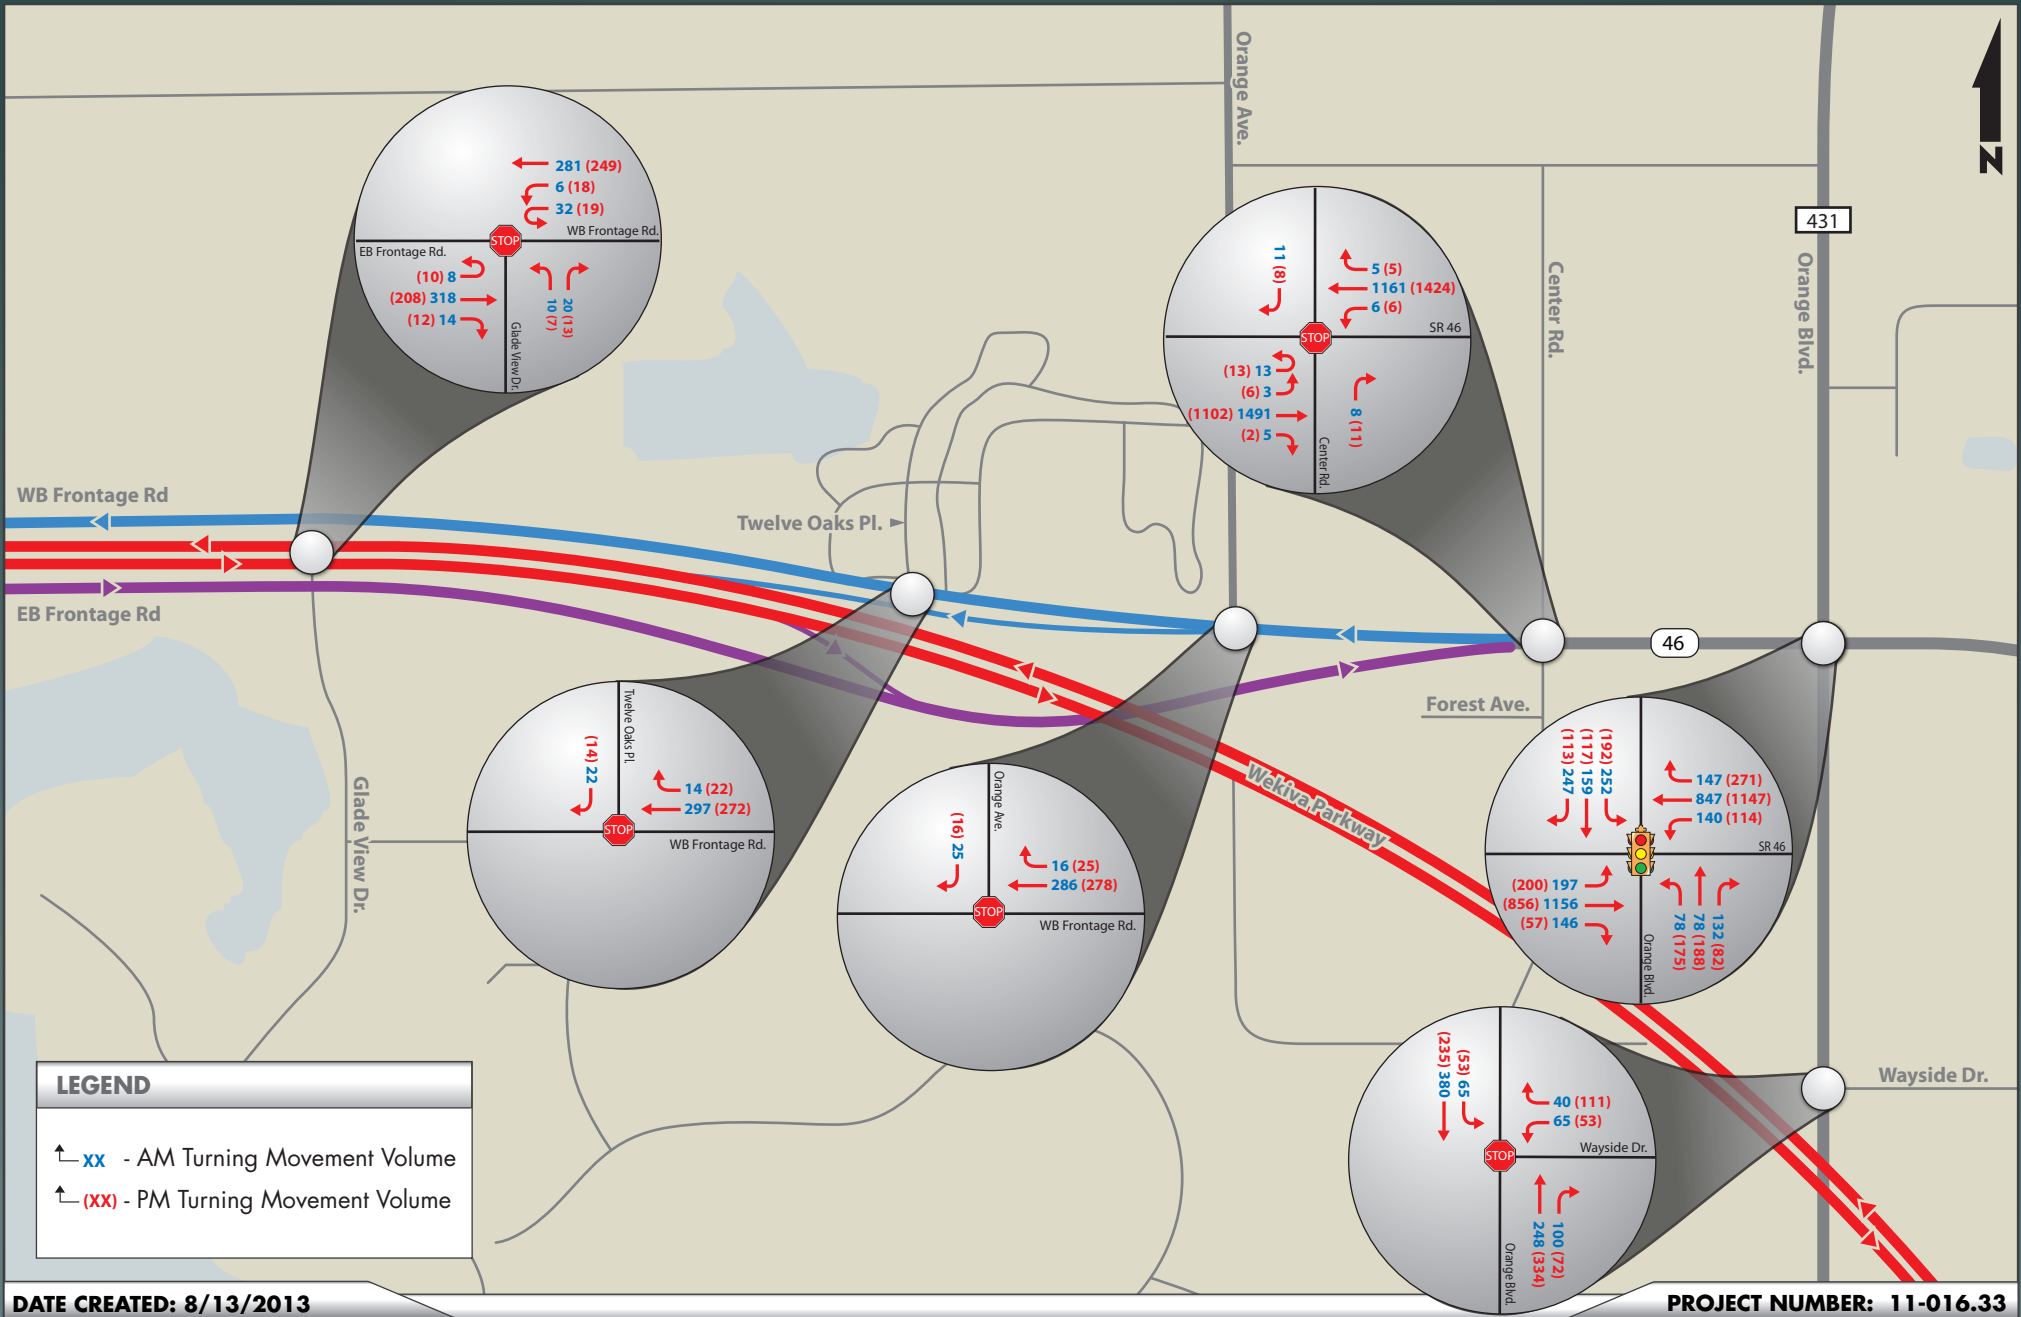 Orange Ave.
N
431
281 (249)
6 (18)
32 (19)
WB Frontage Rd.
STOP
EB Frontage Rd.
(10) 8
(208) 318
(12) 14
10 (7)
20 (13)
Glade View Dr.
11 (8)
5 (5)
1161 (1424)
6 (6)
SR 46
STOP
(13) 13
(6) 3
(1102) 1491
(2) 5
8 (11)
Center Rd.
Center Rd.
Orange Blvd.
WB Frontage Rd
Twelve Oaks Pl.
EB Frontage Rd
46
Forest Ave.
Twelve Oaks Pl.
(14) 22
14 (22)
297 (272)
STOP
WB Frontage Rd.
Glade View Dr.
Orange Ave.
(16) 25
16 (25)
286 (278)
STOP
WB Frontage Rd.
Wekiva Parkway
(113) 247
(117) 159
(192) 252
147 (271)
847 (1147)
140 (114)
SR 46
(200) 197
(856) 1156
(57) 146
78 (175)
78 (188)
132 (82)
Orange Blvd.
(235) 380
(53) 65
40 (111)
65 (53)
Wayside Dr.
STOP
248 (334)
100 (72)
Orange Blvd.
Wayside Dr.
LEGEND
XX - AM Turning Movement Volume
(XX) - PM Turning Movement Volume
DATE CREATED: 8/13/2013
PROJECT NUMBER: 11-016.33